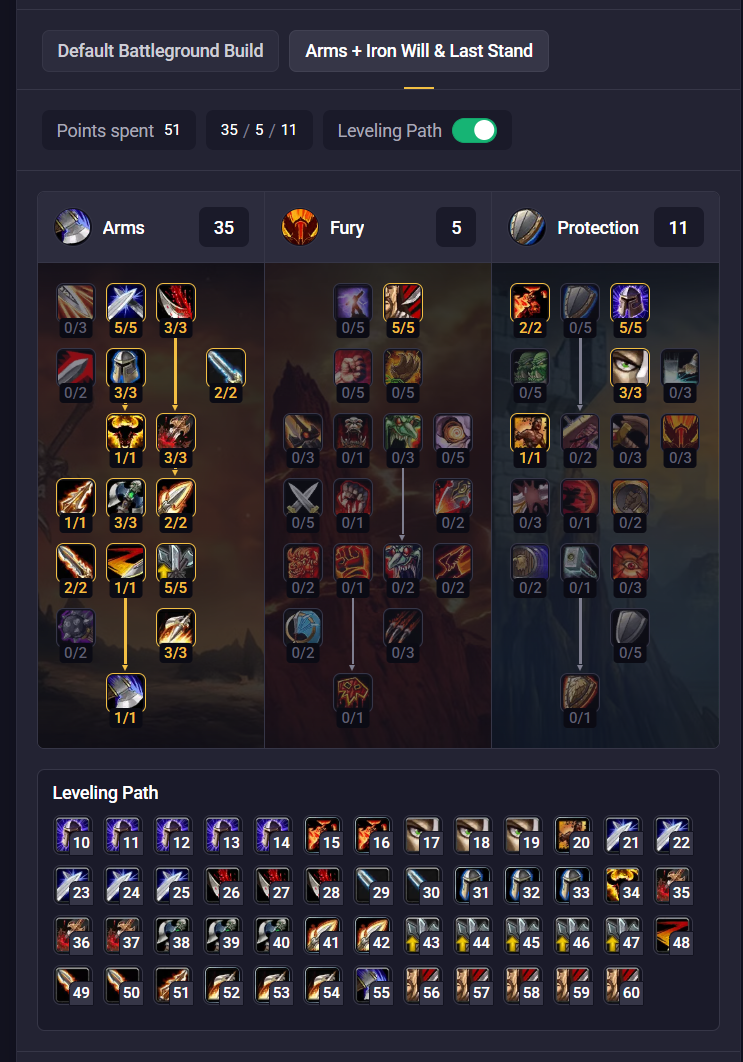 Default Battleground Build Arms + Iron Will & Last Stand
Points spent 51 35 / 5 / 11 Leveling Path
Arms 35 Fury 5 Protection 11
0/3 5/5 3/3 0/5 5/5 2/2 0/5 5/5
0/2 3/3 2/2 0/5 0/5 0/5 3/3 0/3
1/1 3/3 0/3 0/1 0/3 0/5 1/1 0/2 0/3 0/3
1/1 3/3 2/2 0/5 0/1 0/2 0/3 0/1 0/2
2/2 1/1 5/5 0/2 0/1 0/2 0/2 0/2 0/1 0/3
0/2 3/3 0/2 0/3 0/5
1/1 0/1 0/1
Leveling Path
10 11 12 13 14 15 16 17 18 19 20 21 22
23 24 25 26 27 28 29 30 31 32 33 34 35
36 37 38 39 40 41 42 43 44 45 46 47 48
49 50 51 52 53 54 55 56 57 58 59 60